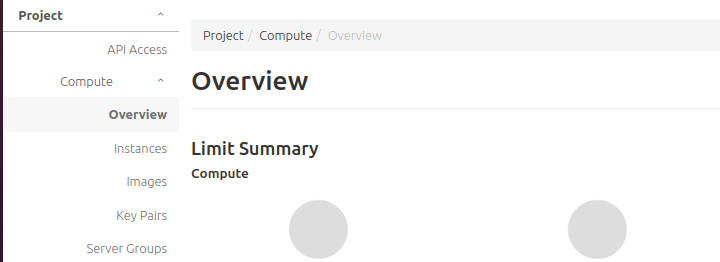 Project
API Access
Compute
Overview
Instances
Images
Key Pairs
Server Groups
Project / Compute / Overview
Overview
Limit Summary
Compute